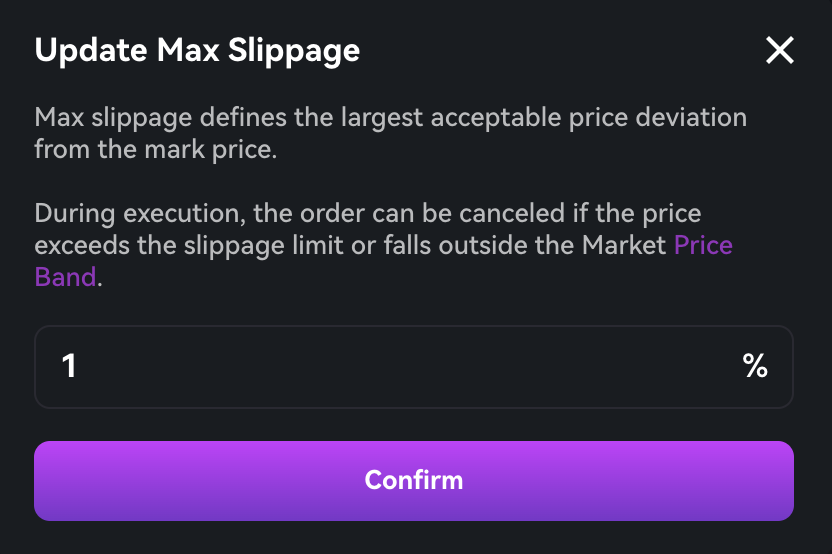 Update Max Slippage
Max slippage defines the largest acceptable price deviation
from the mark price.
During execution, the order can be canceled if the price
exceeds the slippage limit or falls outside the Market Price
Band.
1 %
Confirm